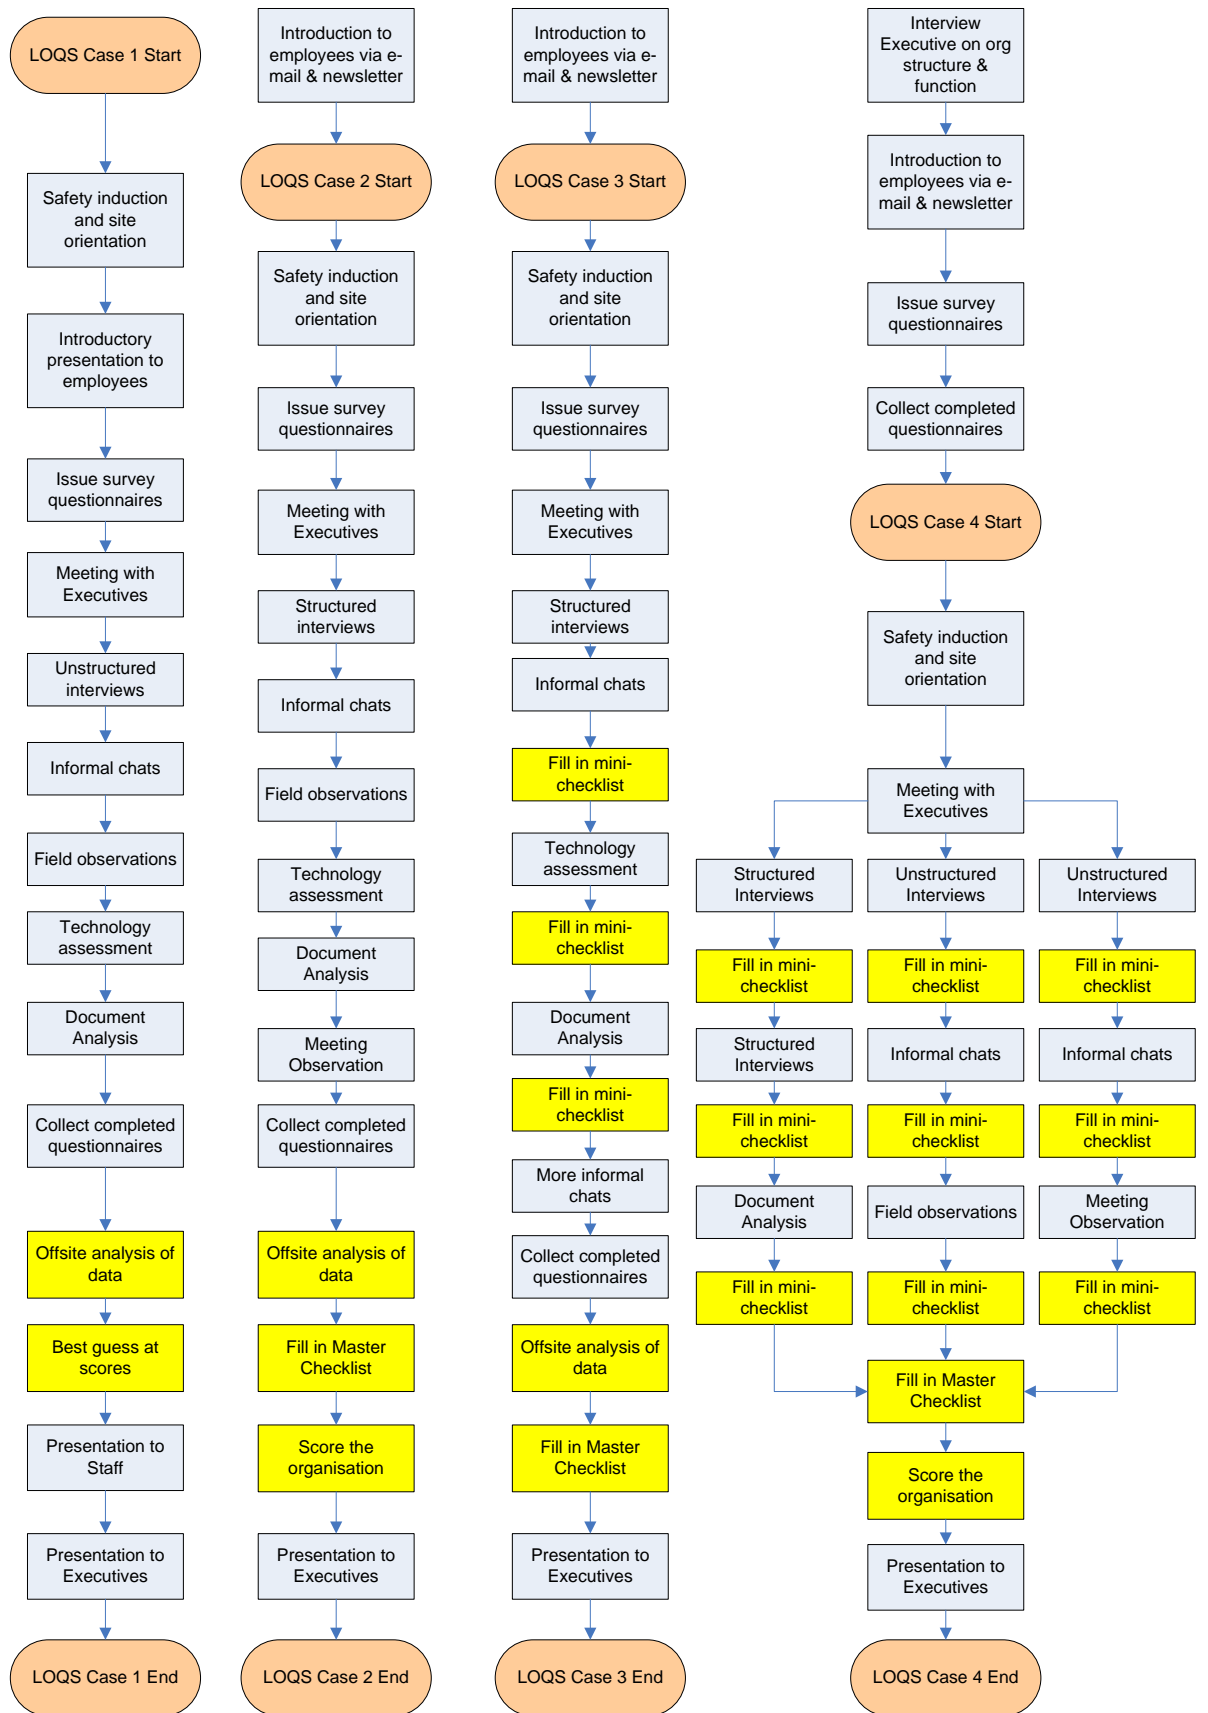 LOQS Case 1 Start
Safety induction
and site
orientation
Introductory
presentation to
employees
Issue survey
questionnaires
Meeting with
Executives
Unstructured
interviews
Informal chats
Field observations
Technology
assessment
Document
Analysis
Collect completed
questionnaires
Offsite analysis of
data
Best guess at
scores
Presentation to
Staff
Presentation to
Executives
LOQS Case 1 End
Introduction to
employees via e-
mail & newsletter
LOQS Case 2 Start
Safety induction
and site
orientation
Issue survey
questionnaires
Meeting with
Executives
Structured
interviews
Informal chats
Field observations
Technology
assessment
Document
Analysis
Meeting
Observation
Collect completed
questionnaires
Offsite analysis of
data
Fill in Master
Checklist
Score the
organisation
Presentation to
Executives
LOQS Case 2 End
Introduction to
employees via e-
mail & newsletter
LOQS Case 3 Start
Safety induction
and site
orientation
Issue survey
questionnaires
Meeting with
Executives
Structured
interviews
Informal chats
Fill in mini-
checklist
Technology
assessment
Fill in mini-
checklist
Document
Analysis
Fill in mini-
checklist
More informal
chats
Collect completed
questionnaires
Offsite analysis of
data
Fill in Master
Checklist
Presentation to
Executives
LOQS Case 3 End
Interview
Executive on org
structure &
function
Introduction to
employees via e-
mail & newsletter
Issue survey
questionnaires
Collect completed
questionnaires
LOQS Case 4 Start
Safety induction
and site
orientation
Meeting with
Executives
Structured
Interviews
Fill in mini-
checklist
Structured
Interviews
Fill in mini-
checklist
Document
Analysis
Fill in mini-
checklist
Unstructured
Interviews
Fill in mini-
checklist
Informal chats
Fill in mini-
checklist
Field observations
Fill in mini-
checklist
Unstructured
Interviews
Fill in mini-
checklist
Informal chats
Fill in mini-
checklist
Meeting
Observation
Fill in mini-
checklist
Fill in Master
Checklist
Score the
organisation
Presentation to
Executives
LOQS Case 4 End